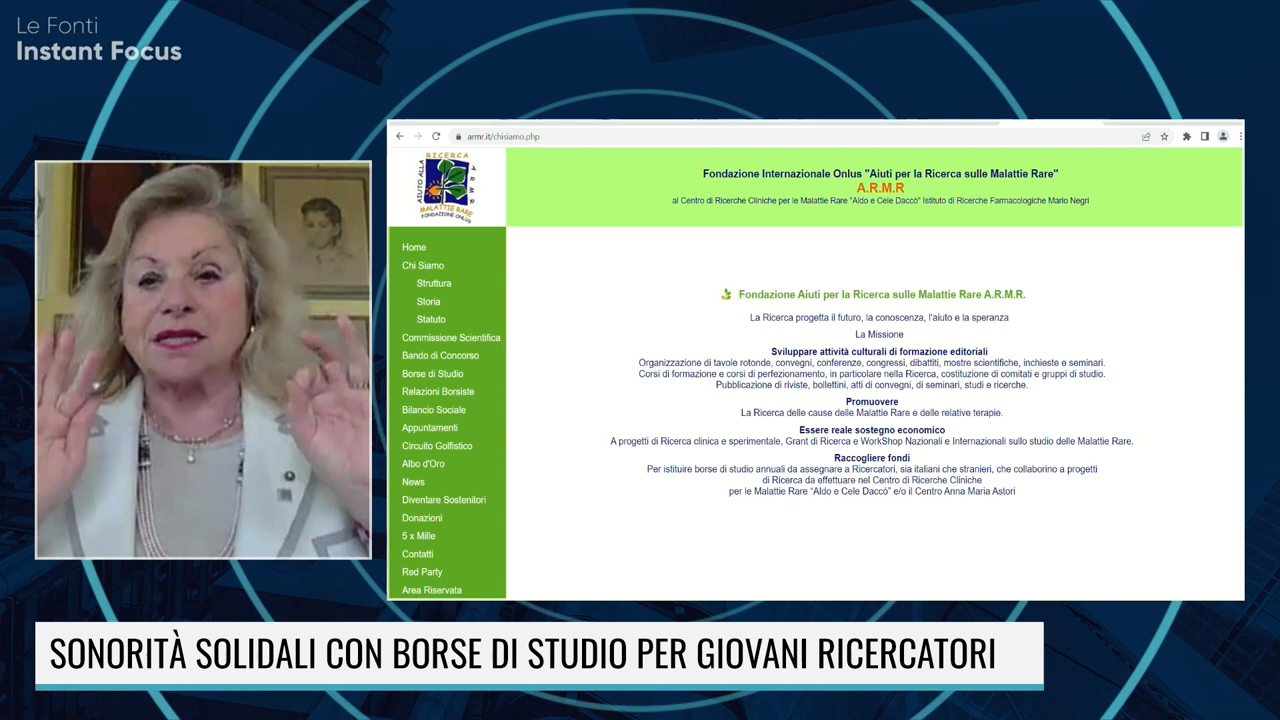 Le Fonti
Instant Focus
armr.it/chisiamo.php
RICERCA
AIUTO ALLA
ARMR
MALATTIE RARE
FONDAZIONE ONLUS
Fondazione Internazionale Onlus "Aiuti per la Ricerca sulle Malattie Rare"
A.R.M.R
al Centro di Ricerche Cliniche per le Malattie Rare "Aldo e Cele Daccò" Istituto di Ricerche Farmacologiche Mario Negri
Home
Chi Siamo
Struttura
Storia
Statuto
Commissione Scientifica
Bando di Concorso
Borse di Studio
Relazioni Borsiste
Bilancio Sociale
Appuntamenti
Circuito Golfistico
Albo d'Oro
News
Diventare Sostenitori
Donazioni
5 x Mille
Contatti
Red Party
Area Riservata
Fondazione Aiuti per la Ricerca sulle Malattie Rare A.R.M.R.
La Ricerca progetta il futuro, la conoscenza, l'aiuto e la speranza
La Missione
Sviluppare attività culturali di formazione editoriali
Organizzazione di tavole rotonde, convegni, conferenze, congressi, dibattiti, mostre scientifiche, inchieste e seminari.
Corsi di formazione e corsi di perfezionamento, in particolare nella Ricerca, costituzione di comitati e gruppi di studio.
Pubblicazione di riviste, bollettini, atti di convegni, di seminari, studi e ricerche.
Promuovere
La Ricerca delle cause delle Malattie Rare e delle relative terapie.
Essere reale sostegno economico
A progetti di Ricerca clinica e sperimentale, Grant di Ricerca e WorkShop Nazionali e Internazionali sullo studio delle Malattie Rare.
Raccogliere fondi
Per istituire borse di studio annuali da assegnare a Ricercatori, sia italiani che stranieri, che collaborino a progetti
di Ricerca da effettuare nel Centro di Ricerche Cliniche
per le Malattie Rare "Aldo e Cele Daccò" e/o il Centro Anna Maria Astori
SONORITÀ SOLIDALI CON BORSE DI STUDIO PER GIOVANI RICERCATORI